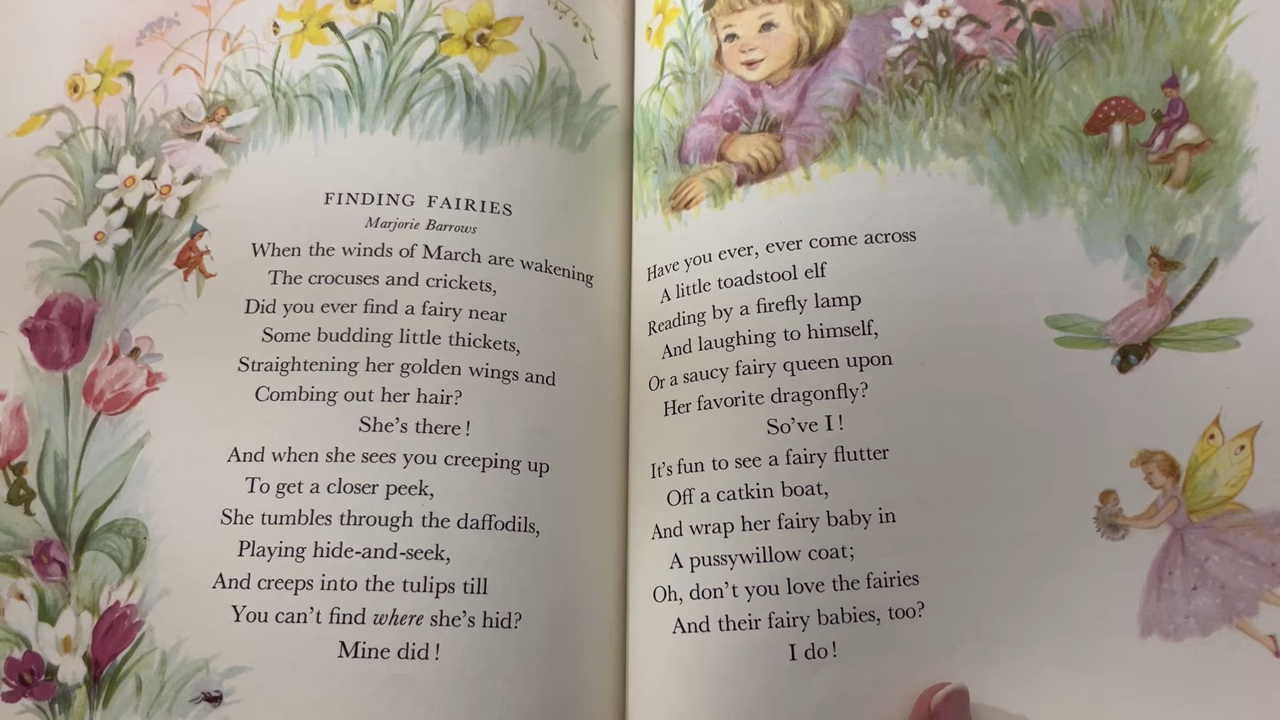 FINDING FAIRIES
Marjorie Barrows
When the winds of March are wakening
The crocuses and crickets,
Did you ever find a fairy near
Some budding little thickets,
Straightening her golden wings and
Combing out her hair?
She's there!
And when she sees you creeping up
To get a closer peek,
She tumbles through the daffodils,
Playing hide-and-seek,
And creeps into the tulips till
You can't find where she's hid?
Mine did!
Have you ever, ever come across
A little toadstool elf
Reading by a firefly lamp
And laughing to himself,
Or a saucy fairy queen upon
Her favorite dragonfly?
So've I!
It's fun to see a fairy flutter
Off a catkin boat,
And wrap her fairy baby in
A pussywillow coat;
Oh, don't you love the fairies
And their fairy babies, too?
I do!